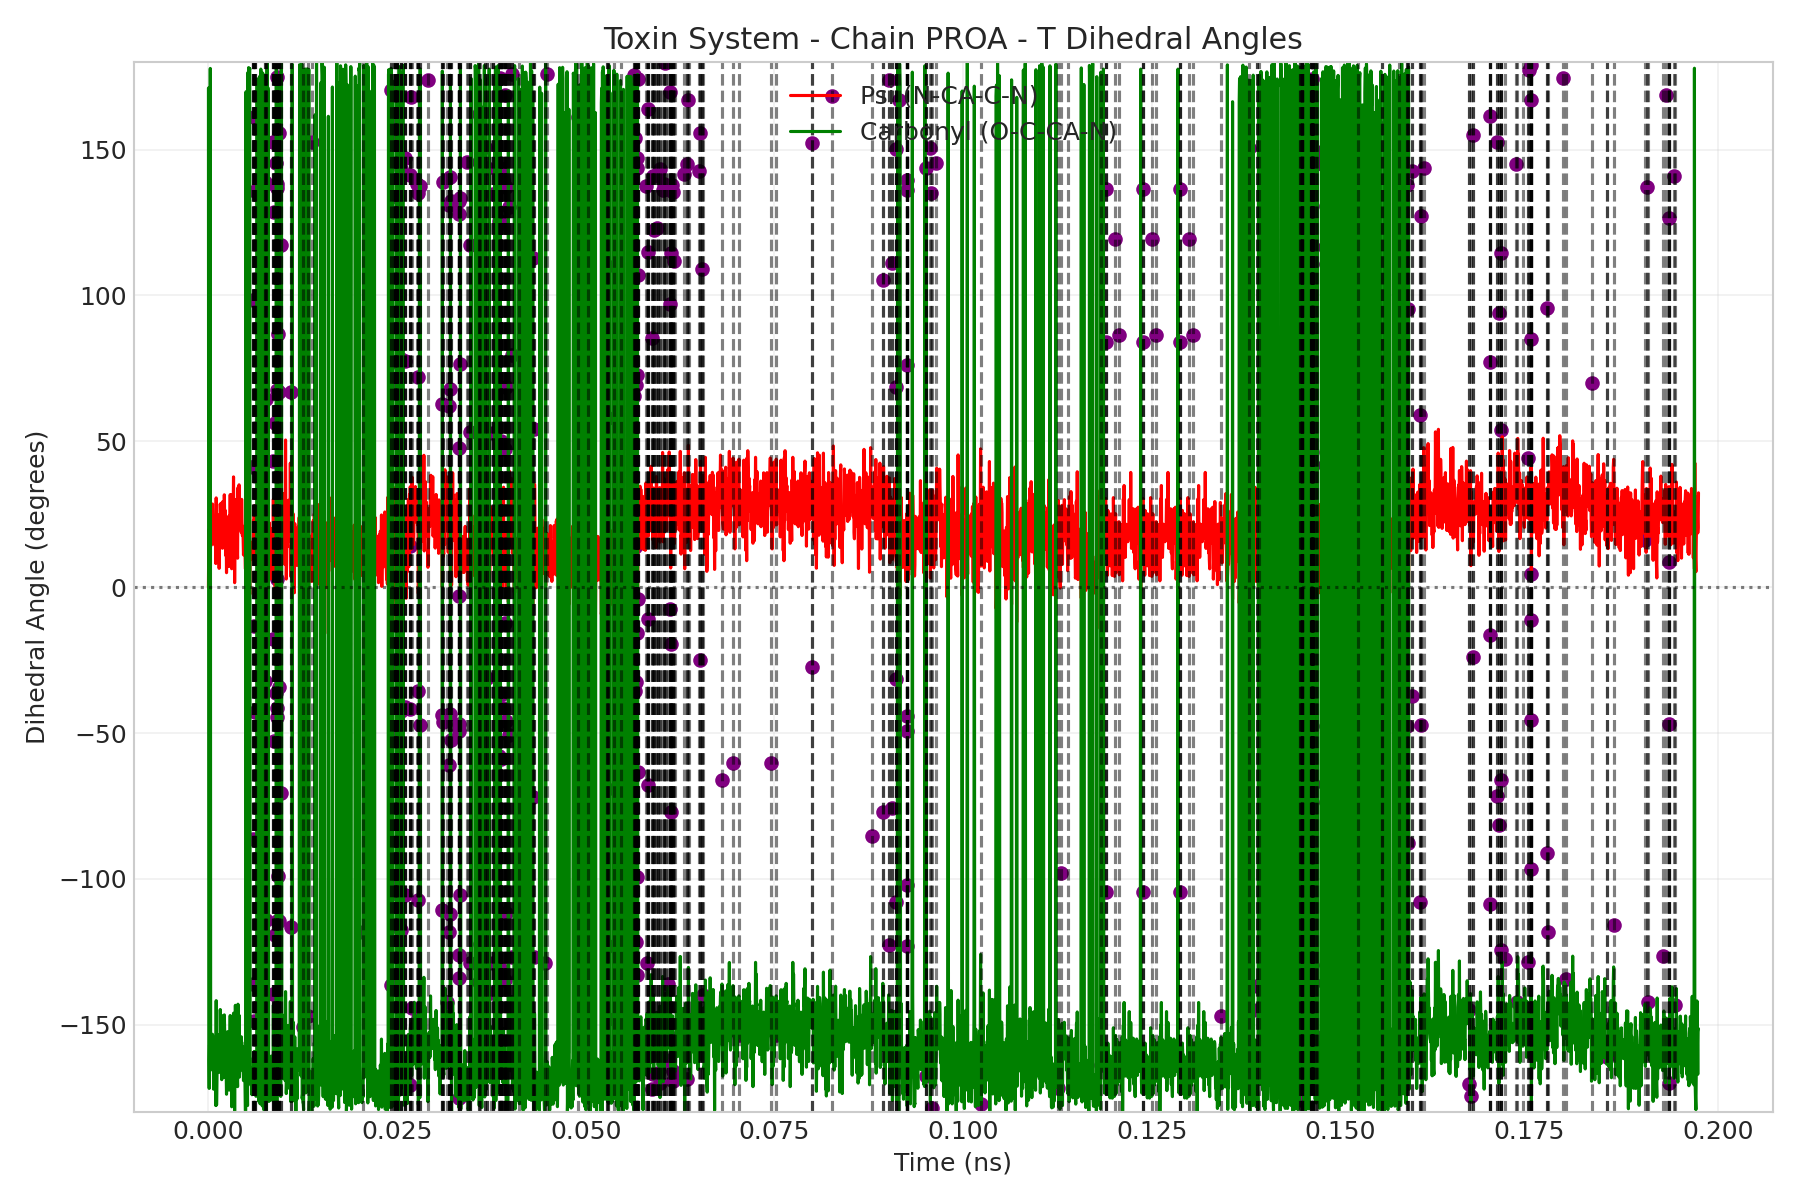 Toxin System - Chain PROA - T Dihedral Angles
Psi (N-CA-C-N)
Carbonyl (O-C-CA-N)
150
100
50
0
−50
−100
−150
Dihedral Angle (degrees)
0.000 0.025 0.050 0.075 0.100 0.125 0.150 0.175 0.200
Time (ns)